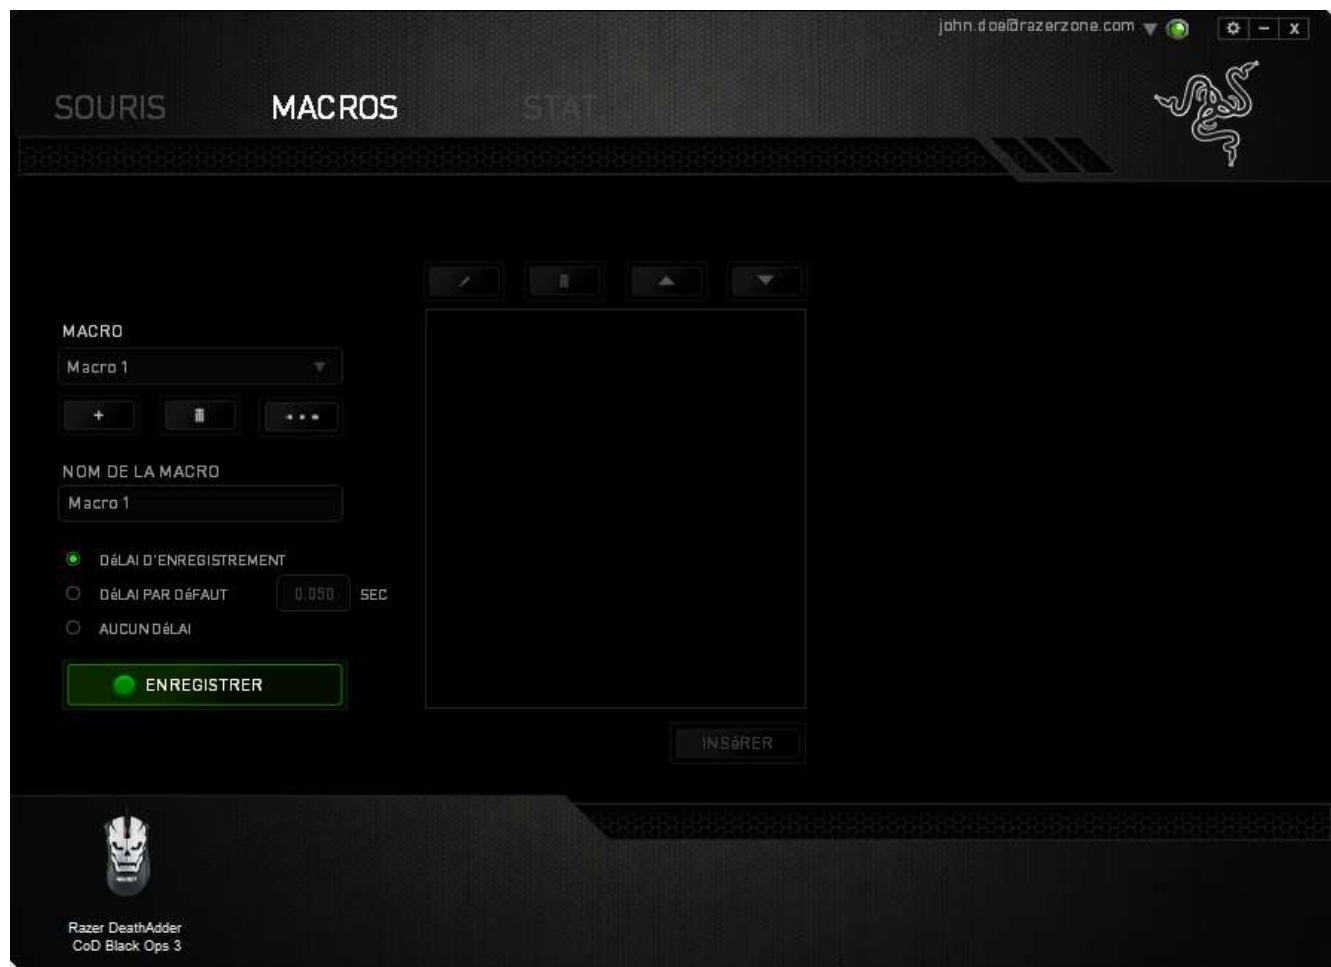 john.doe@razerzone.com
SOURIS MACROS STAT.
MACRO
Macro 1
NOM DE LA MACRO
Macro 1
DéLAI D'ENREGISTREMENT
DéLAI PAR DéFAUT 0.050 SEC
AUCUN DéLAI
ENREGISTRER
INSéRER
Razer DeathAdder
CoD Black Ops 3